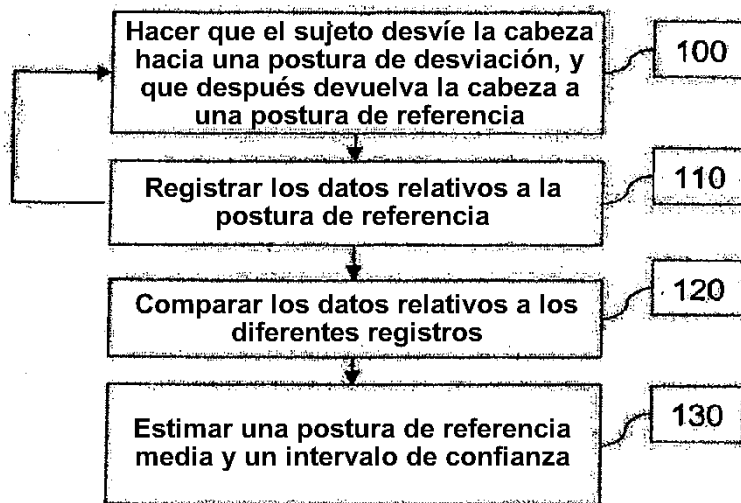 Hacer que el sujeto desvíe la cabeza
hacia una postura de desviación, y
que después devuelva la cabeza a
una postura de referencia
100
Registrar los datos relativos a la
postura de referencia
110
Comparar los datos relativos a los
diferentes registros
120
Estimar una postura de referencia
media y un intervalo de confianza
130